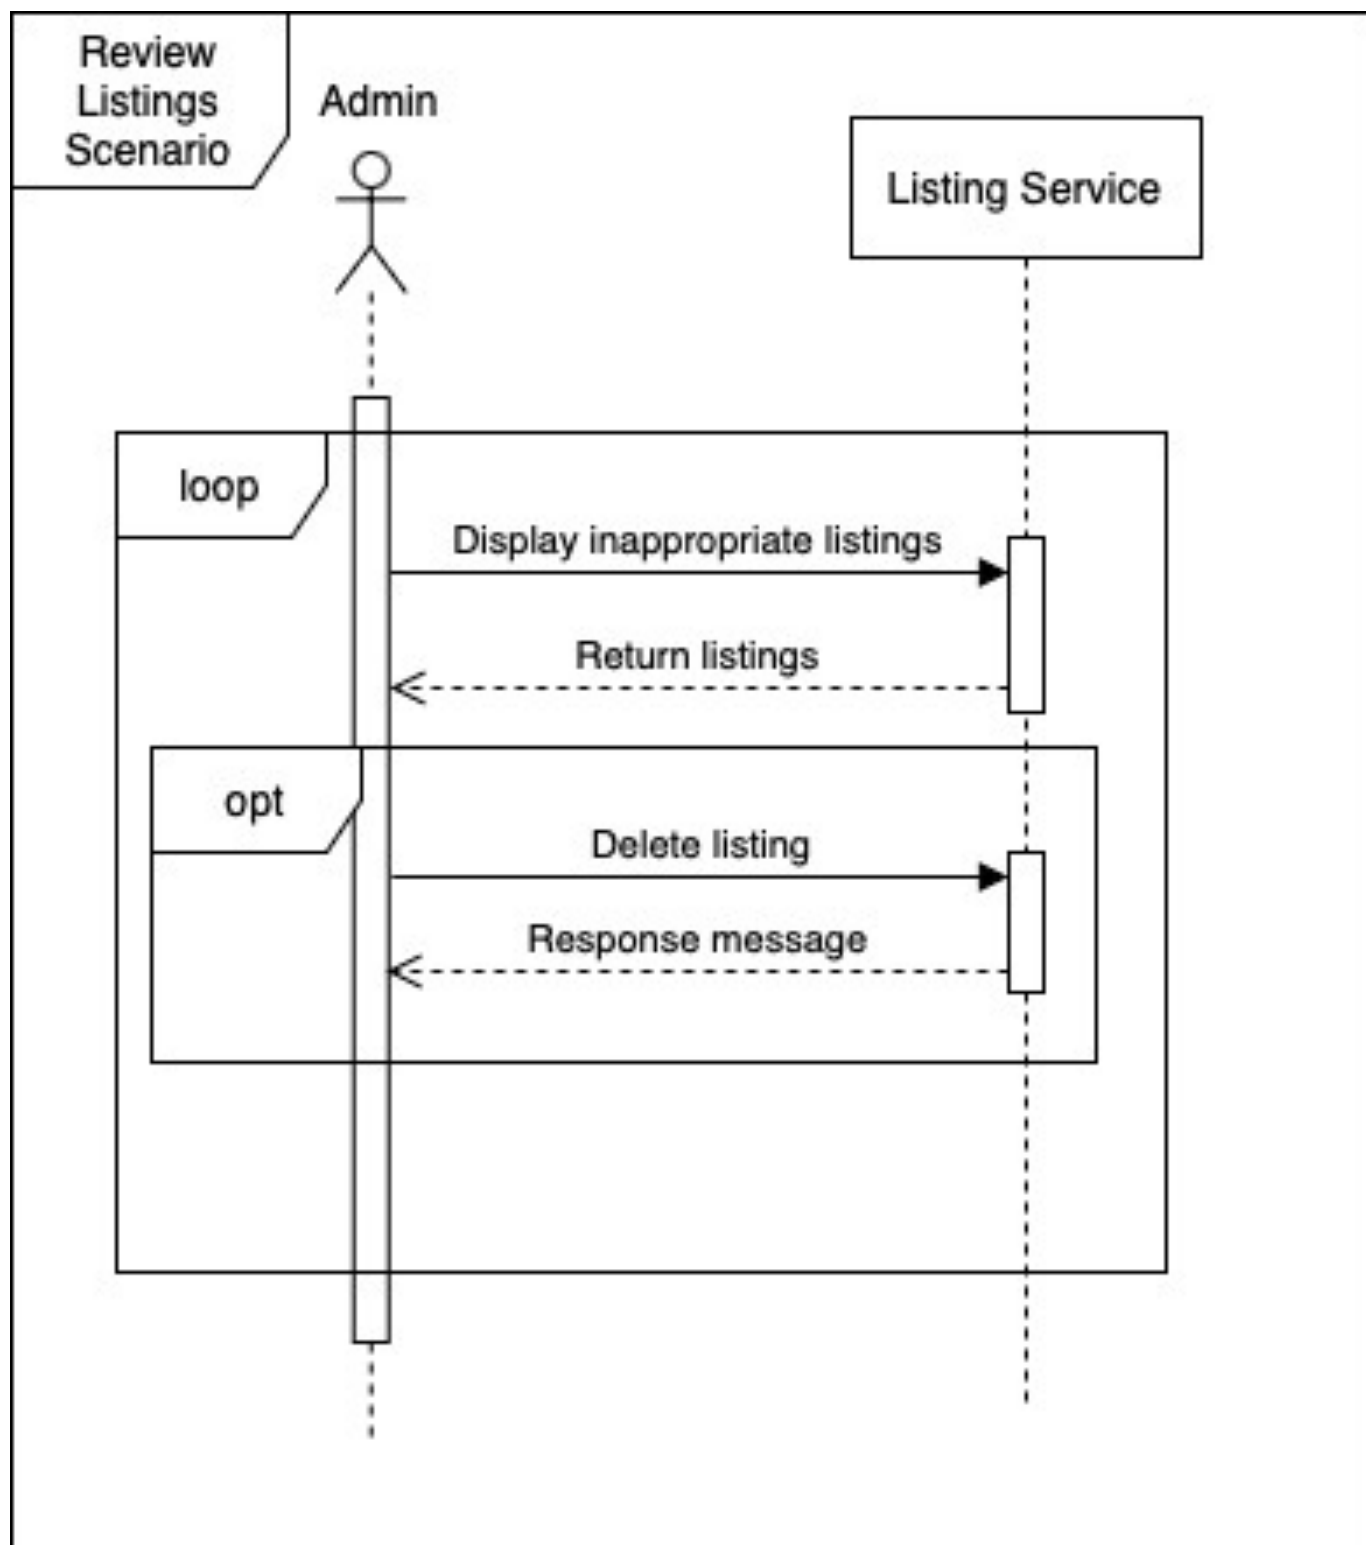 Review
Listings
Scenario
Admin
Listing Service
loop
Display inappropriate listings
Return listings
opt
Delete listing
Response message